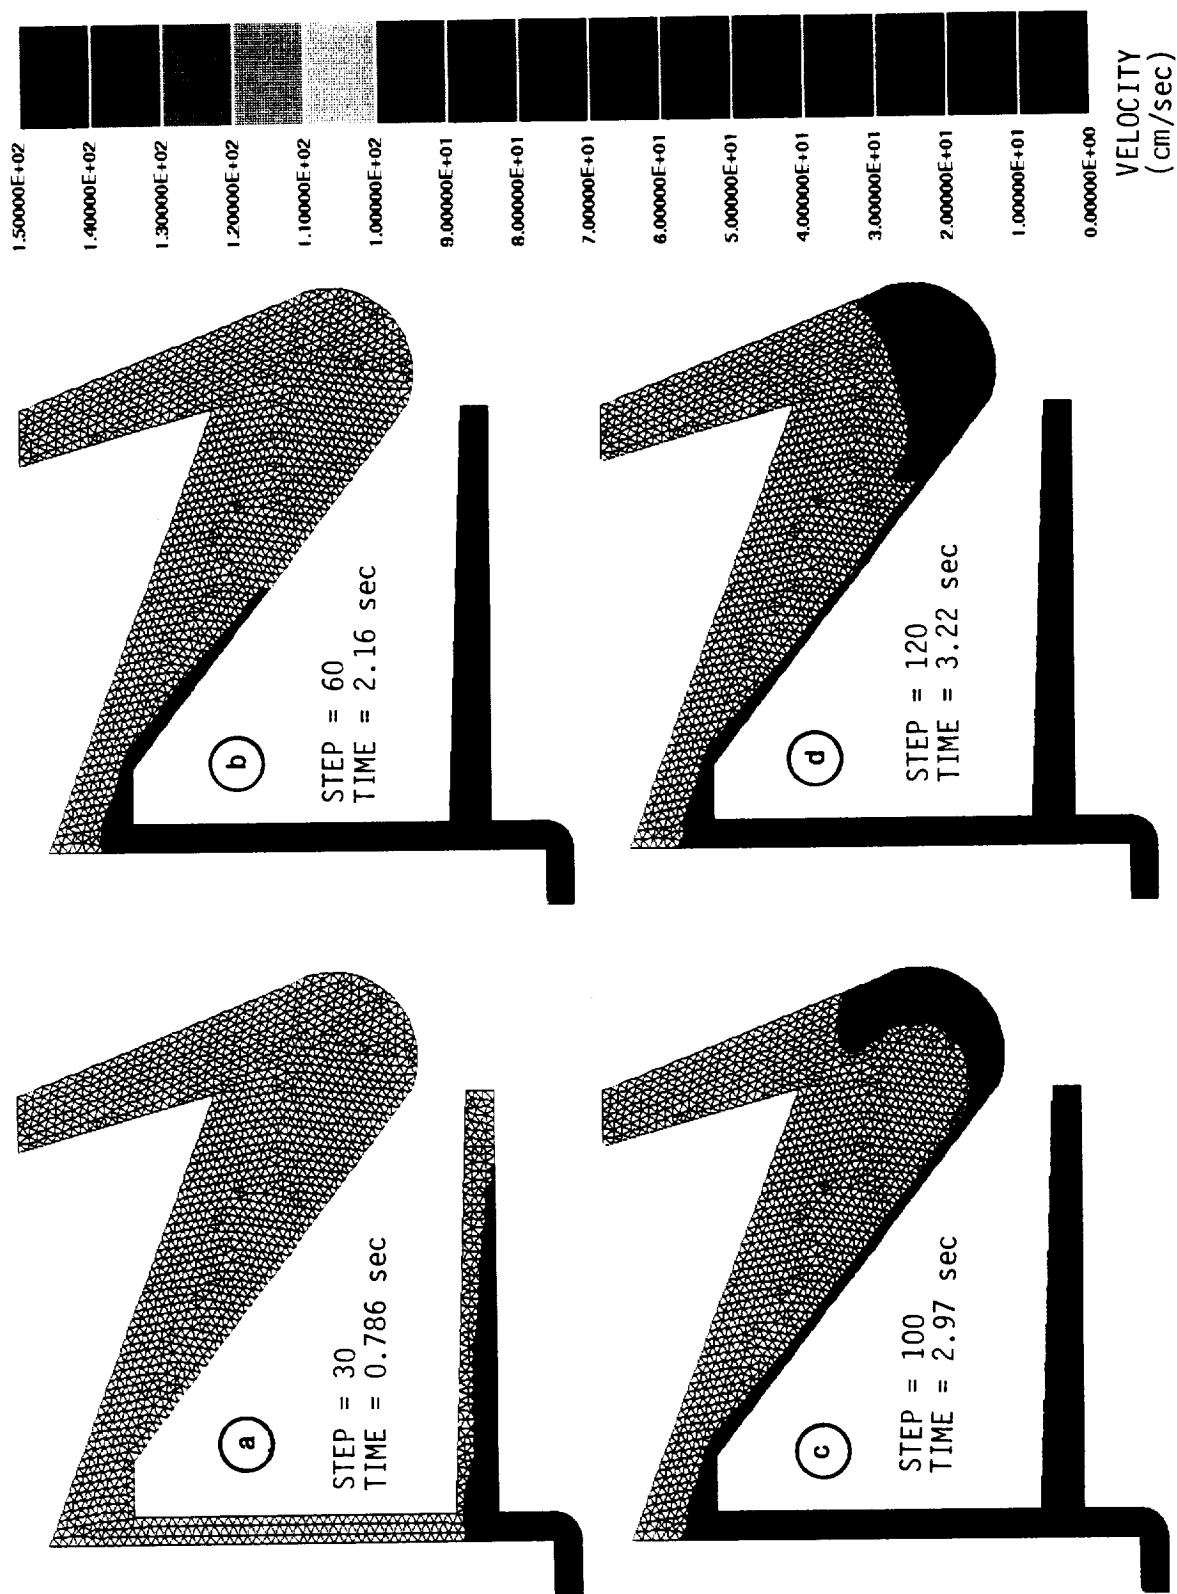 1.50000E+02
1.40000E+02
1.30000E+02
1.20000E+02
1.10000E+02
1.00000E+02
9.00000E+01
8.00000E+01
7.00000E+01
6.00000E+01
5.00000E+01
4.00000E+01
3.00000E+01
2.00000E+01
1.00000E+01
0.00000E+00
VELOCITY
(cm/sec)
a
STEP = 30
TIME = 0.786 sec
b
STEP = 60
TIME = 2.16 sec
c
STEP = 100
TIME = 2.97 sec
d
STEP = 120
TIME = 3.22 sec